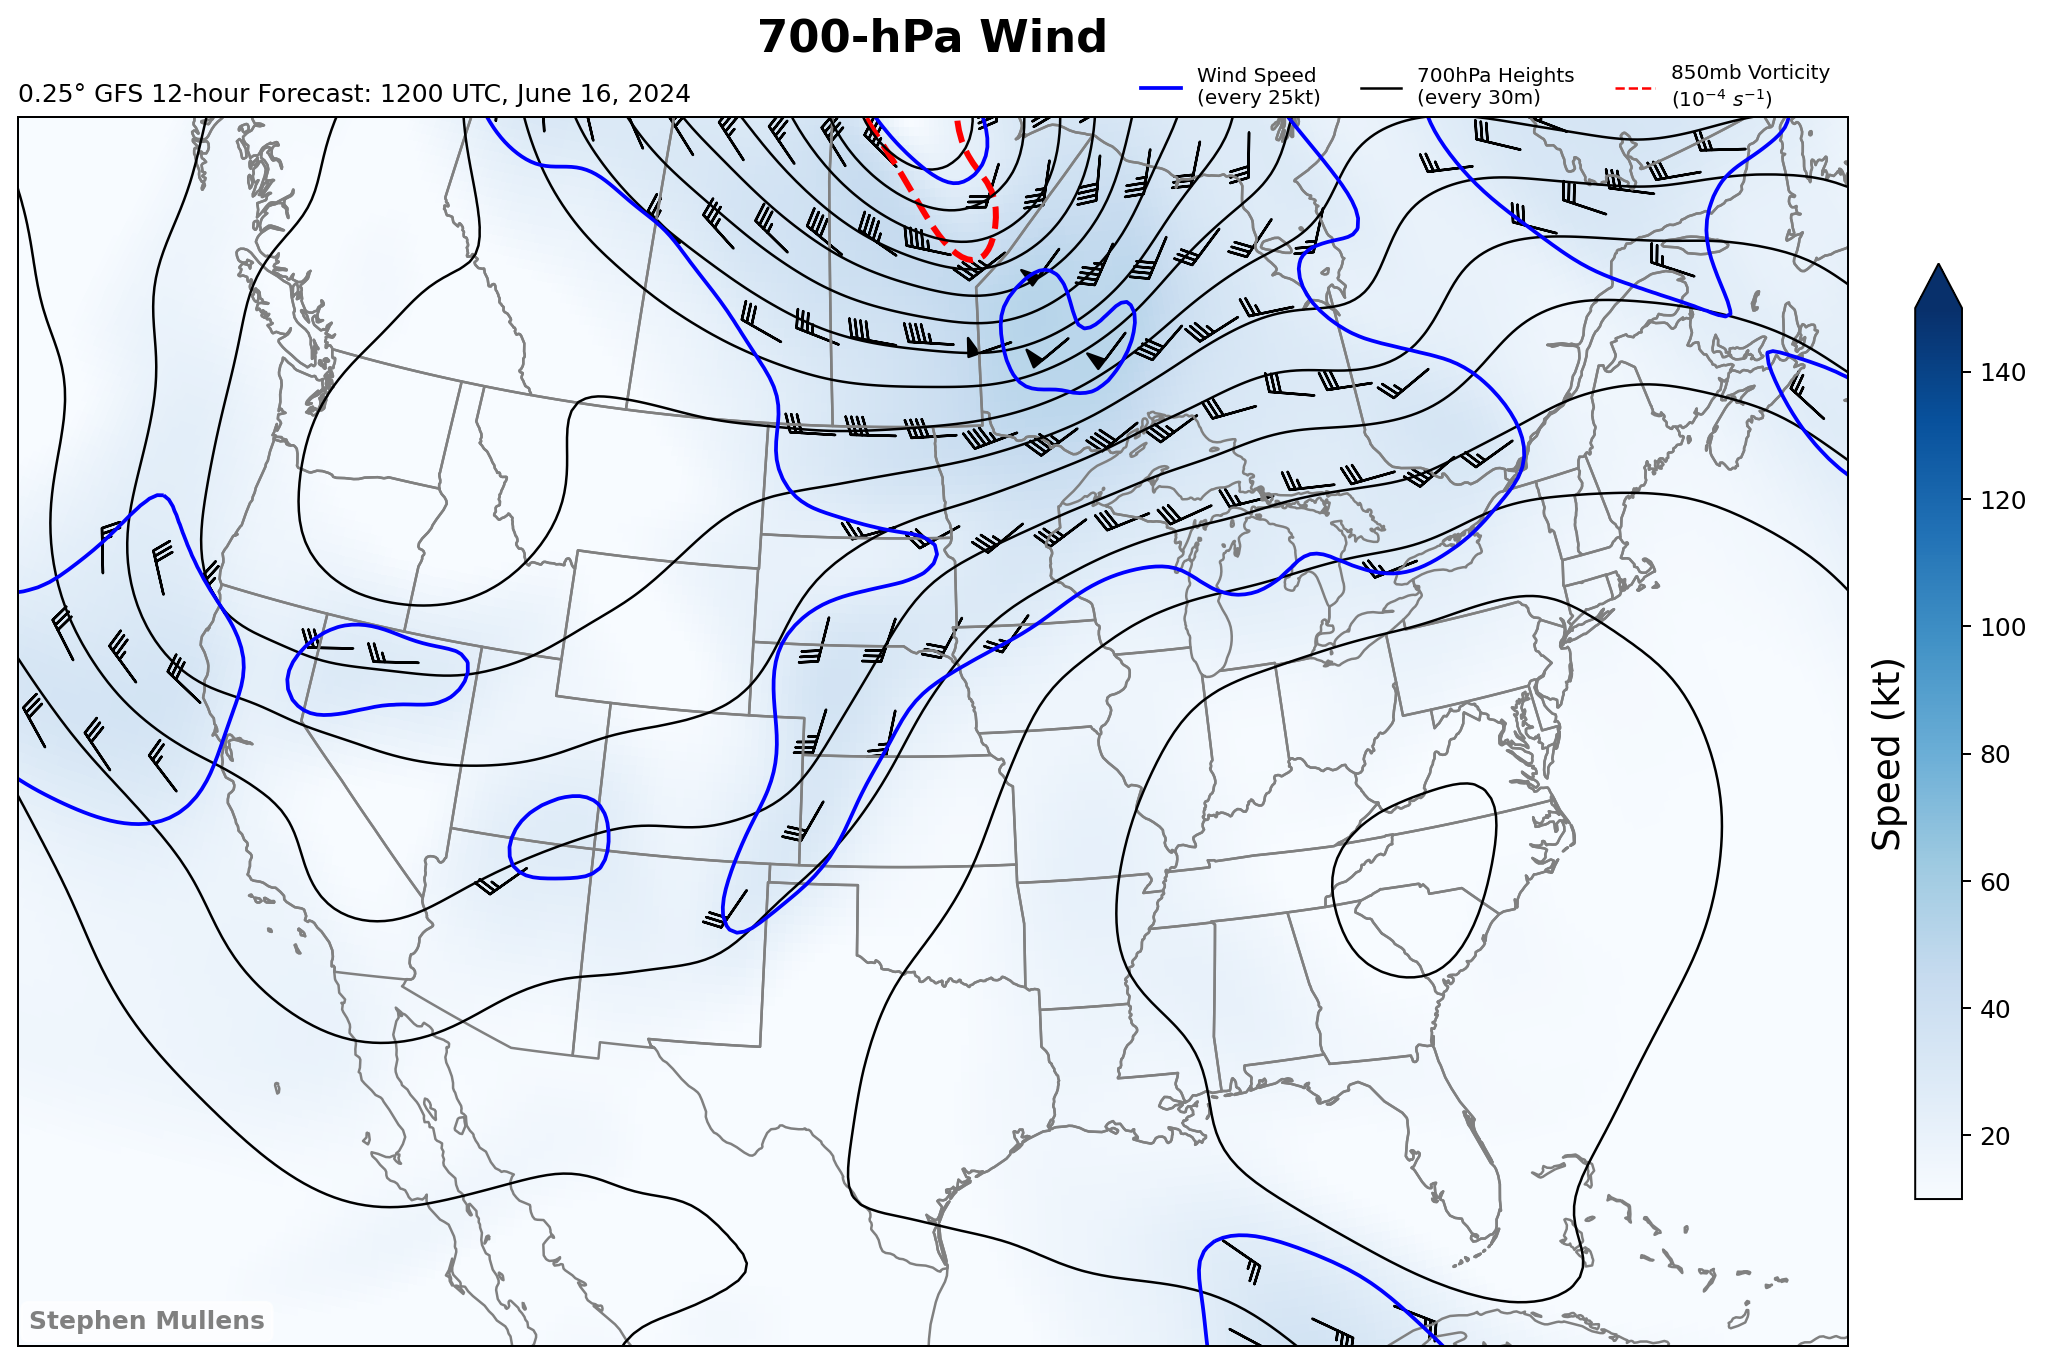 700-hPa Wind
0.25° GFS 12-hour Forecast: 1200 UTC, June 16, 2024
Wind Speed
(every 25kt)
700hPa Heights
(every 30m)
850mb Vorticity
(10⁻⁴ s⁻¹)
140
120
100
80
60
40
20
Speed (kt)
Stephen Mullens